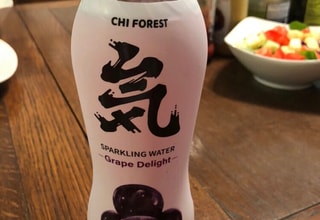 CHI FOREST
気
SPARKLING WATER
Grape Delight